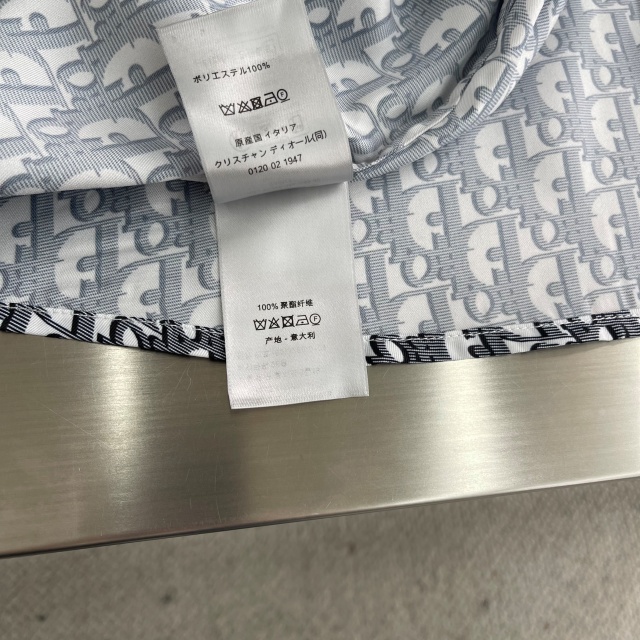 ポリエステル100%
原産国 イタリア
クリスチャン ディオール(同)
0120 02 1947
100% 聚酯纤维
产地・意大利